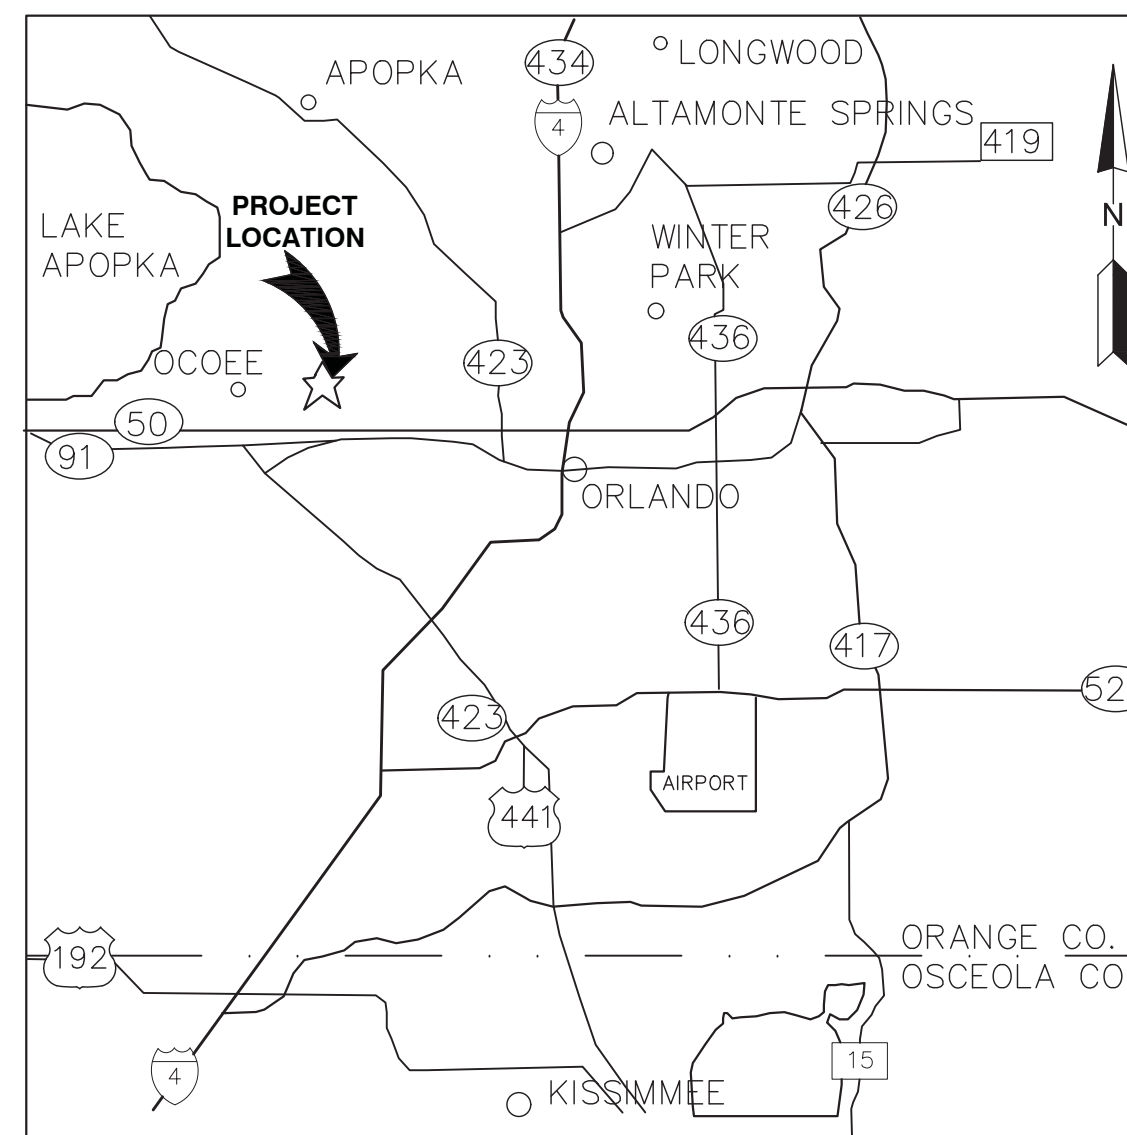 434
LONGWOOD
APOPKA
4
ALTAMONTE SPRINGS
419
PROJECT
LOCATION
426
N
LAKE
APOPKA
WINTER
PARK
436
423
OCOEE
50
91
ORLANDO
436
417
52
423
AIRPORT
441
ORANGE CO.
192
OSCEOLA CO
15
4
KISSIMMEE